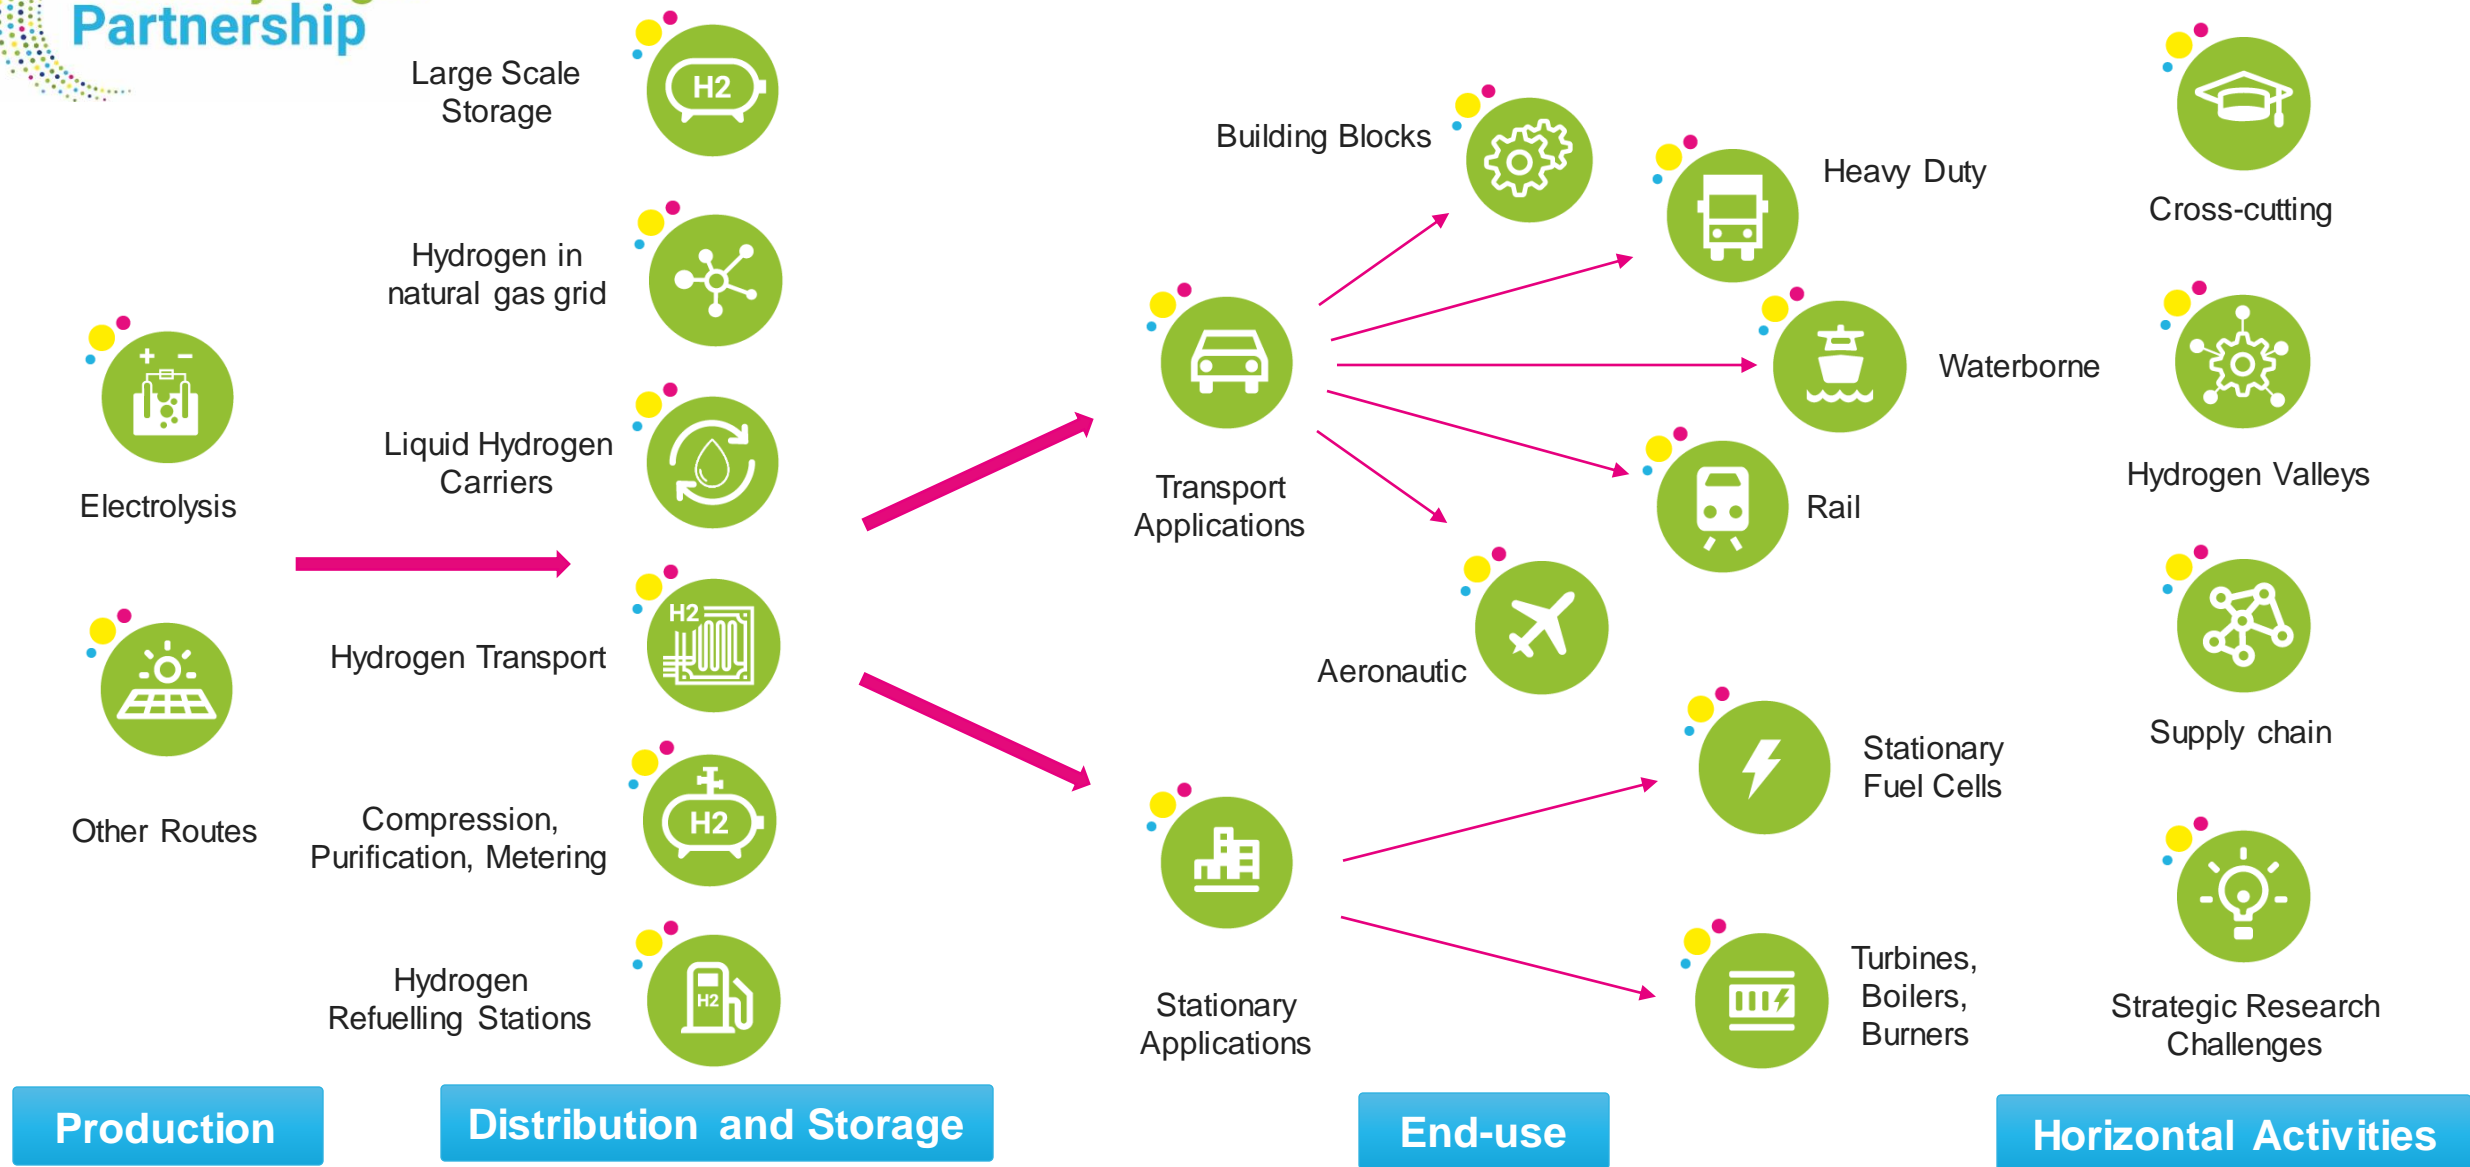 Partnership
Large Scale
Storage
H2
Hydrogen in
natural gas grid
Liquid Hydrogen
Carriers
Hydrogen Transport
H2
Compression,
Purification, Metering
H2
Hydrogen
Refuelling Stations
H2
+ −
Electrolysis
Other Routes
Building Blocks
Heavy Duty
Waterborne
Rail
Aeronautic
Transport
Applications
Stationary
Applications
Stationary
Fuel Cells
Turbines,
Boilers,
Burners
Cross-cutting
Hydrogen Valleys
Supply chain
Strategic Research
Challenges
Production
Distribution and Storage
End-use
Horizontal Activities